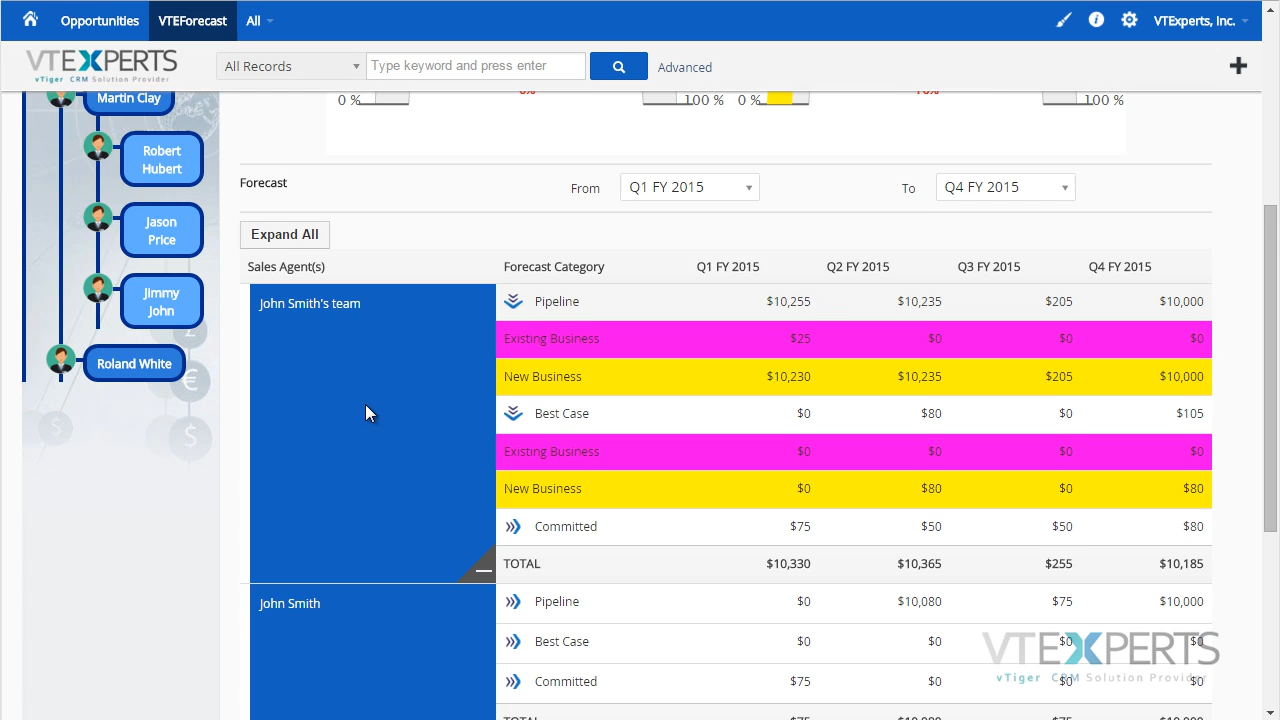 Opportunities VTEForecast All VTExperts, Inc.
VTEXPERTS
vTiger CRM Solution Provider
All Records Type keyword and press enter Advanced
Martin Clay
0 % 100 % 0 % 100 %
Robert
Hubert
Jason
Price
Jimmy
John
Roland White
Forecast From Q1 FY 2015 To Q4 FY 2015
Expand All
Sales Agent(s) Forecast Category Q1 FY 2015 Q2 FY 2015 Q3 FY 2015 Q4 FY 2015
John Smith's team Pipeline $10,255 $10,235 $205 $10,000
Existing Business $25 $0 $0 $0
New Business $10,230 $10,235 $205 $10,000
Best Case $0 $80 $0 $105
Existing Business $0 $0 $0 $0
New Business $0 $80 $0 $80
Committed $75 $50 $50 $80
TOTAL $10,330 $10,365 $255 $10,185
John Smith Pipeline $0 $10,080 $75 $10,000
Best Case $0 $0 $0 $0
Committed $75 $0 $0 $0
VTEXPERTS
vTiger CRM Solution Provider